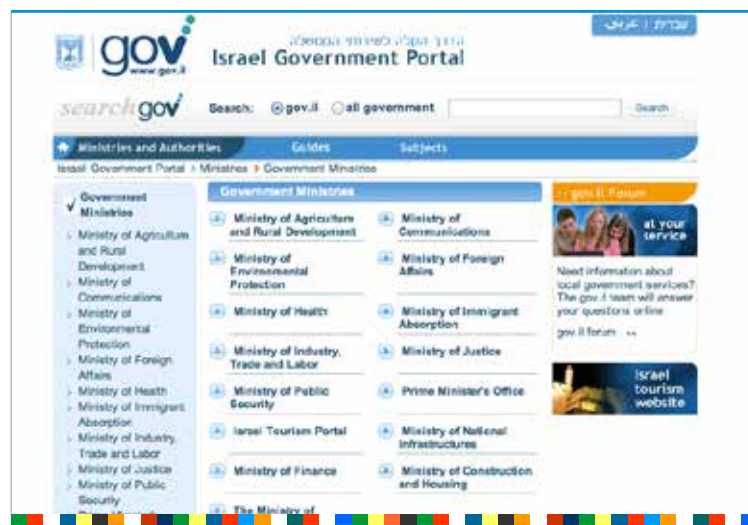 עברית | عربي
gov
www.gov.il
הדרך הקלה לשירותי הממשלה
Israel Government Portal
searchgov
Search: gov.il all government
Search
Ministries and Authorities Guides Subjects
Israel Government Portal > Ministries > Government Ministries
Government
Ministries
Ministry of Agriculture
and Rural
Development
Ministry of
Communications
Ministry of
Environmental
Protection
Ministry of Foreign
Affairs
Ministry of Health
Ministry of Immigrant
Absorption
Ministry of Industry,
Trade and Labor
Ministry of Justice
Ministry of Public
Security
Government Ministries
Ministry of Agriculture
and Rural Development
Ministry of
Communications
Ministry of
Environmental
Protection
Ministry of Foreign
Affairs
Ministry of Health
Ministry of Immigrant
Absorption
Ministry of Industry,
Trade and Labor
Ministry of Justice
Ministry of Public
Security
Prime Minister's Office
Israel Tourism Portal
Ministry of National
Infrastructures
Ministry of Finance
Ministry of Construction
and Housing
The Ministry of
gov.il Forum
at your
service
Need information about
local government services?
The gov.il team will answer
your questions online
gov.il forum >>
Israel
tourism
website